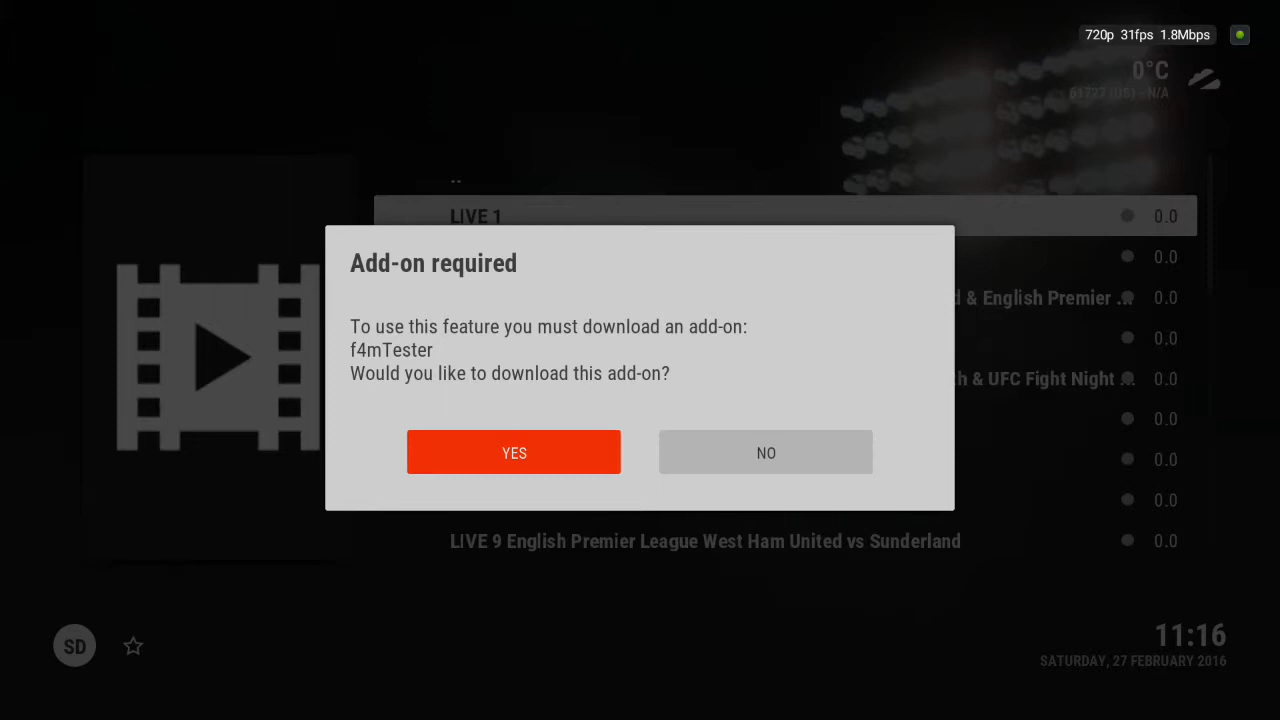 720p 31fps 1.8Mbps
0°C
61727 (US) - N/A
..
LIVE 1 0.0
0.0
& English Premier ... 0.0
0.0
& UFC Fight Night ... 0.0
0.0
0.0
0.0
LIVE 9 English Premier League West Ham United vs Sunderland 0.0
Add-on required
To use this feature you must download an add-on:
f4mTester
Would you like to download this add-on?
YES NO
SD
11:16
SATURDAY, 27 FEBRUARY 2016